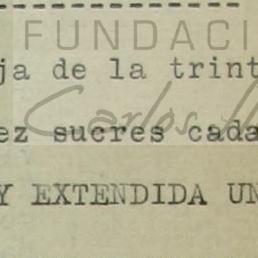 FUNDACI
ja de la trint
Carlos
ez sucres cada
Y EXTENDIDA UN